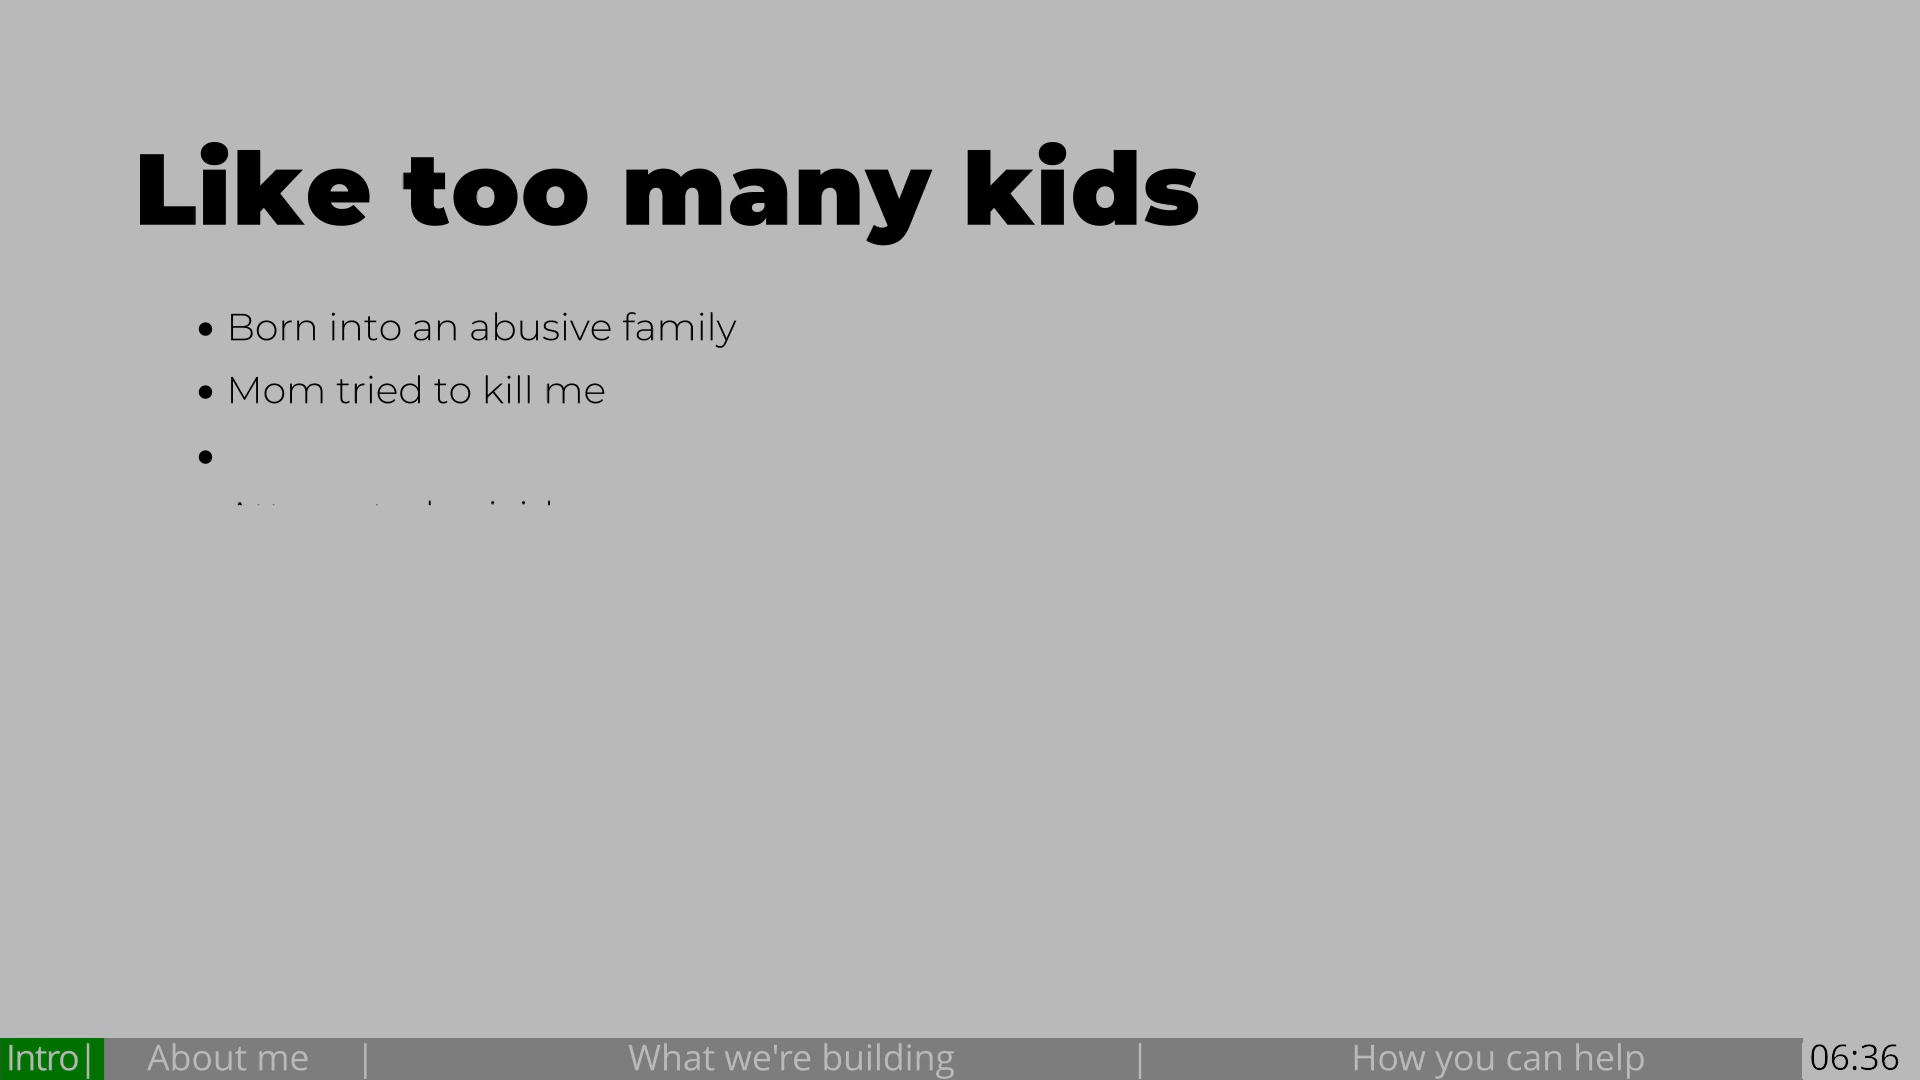 Like too many kids
• Born into an abusive family
• Mom tried to kill me
•
Intro| About me | What we're building | How you can help 06:36